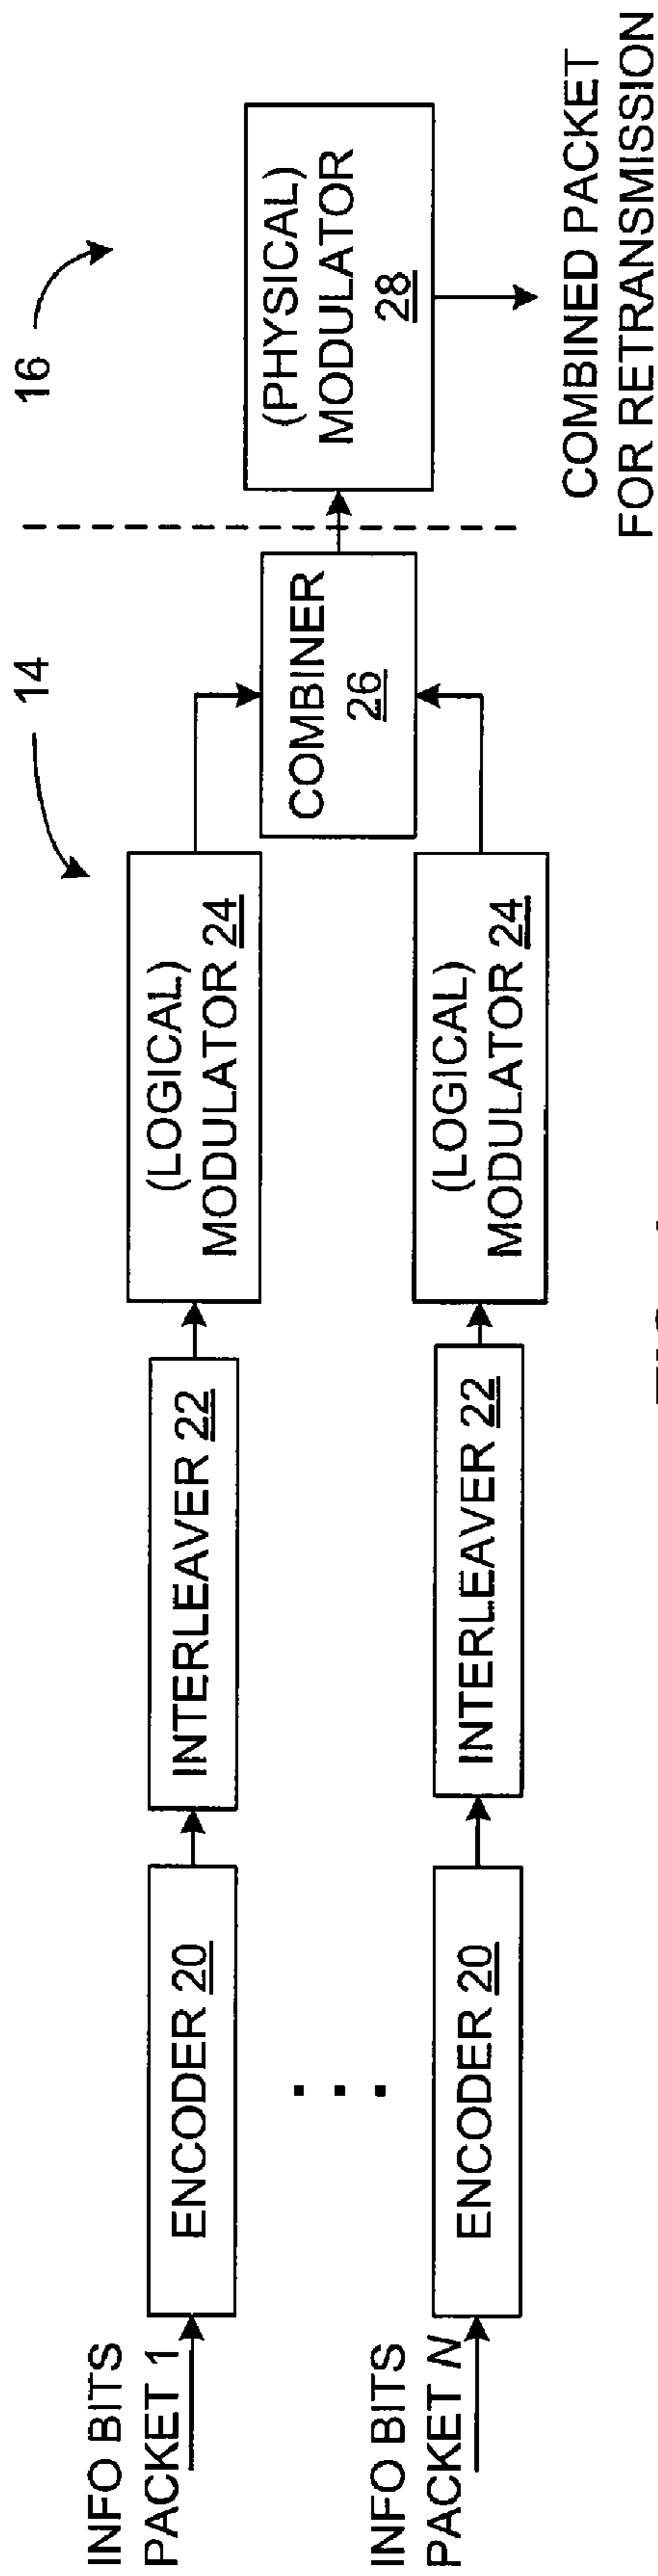 14
16
INFO BITS
PACKET 1
ENCODER 20
INTERLEAVER 22
(LOGICAL)
MODULATOR 24
COMBINER
26
(PHYSICAL)
MODULATOR
28
INFO BITS
PACKET N
ENCODER 20
INTERLEAVER 22
(LOGICAL)
MODULATOR 24
COMBINED PACKET
FOR RETRANSMISSION